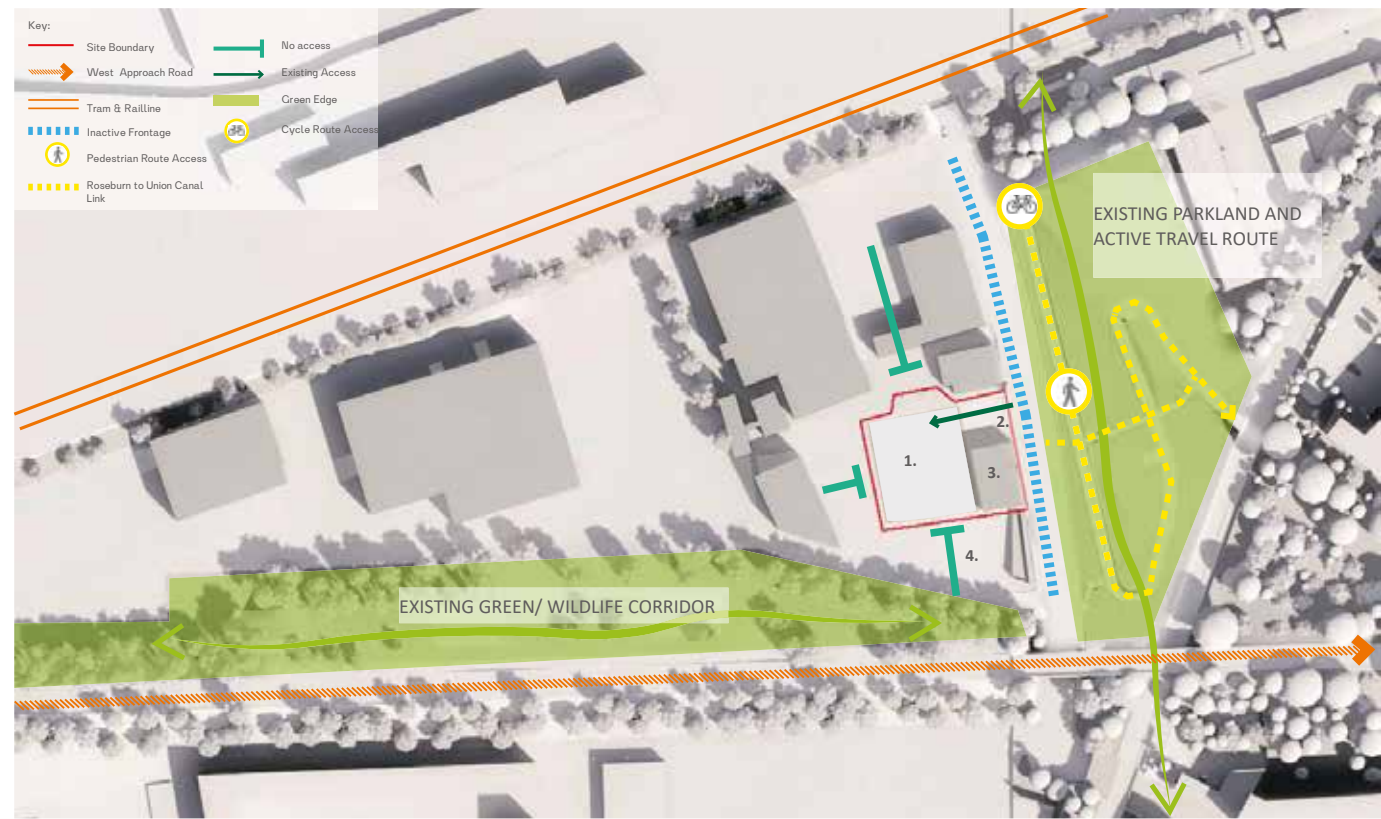 Key:
Site Boundary
West Approach Road
Tram & Railline
Inactive Frontage
Pedestrian Route Access
Roseburn to Union Canal
Link
No access
Existing Access
Green Edge
Cycle Route Access
EXISTING PARKLAND AND
ACTIVE TRAVEL ROUTE
2.
1.
3.
4.
EXISTING GREEN/ WILDLIFE CORRIDOR